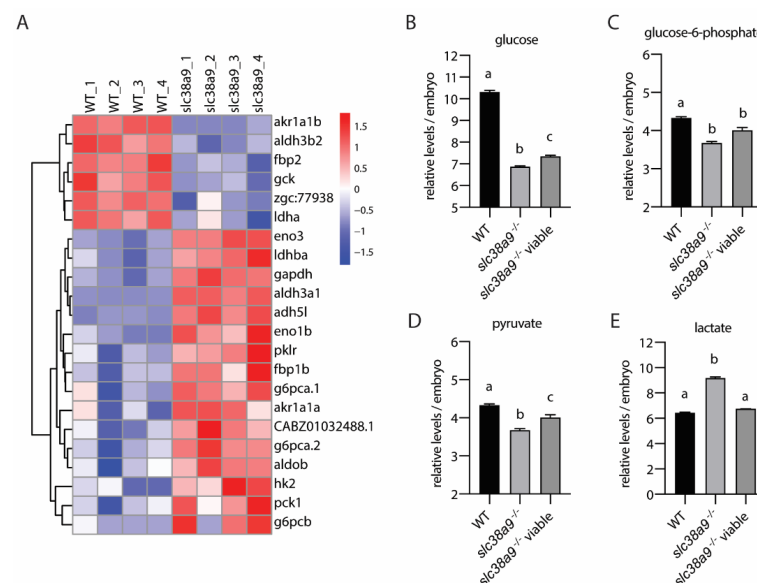 A
WT_1
WT_2
WT_3
WT_4
slc38a9_1
slc38a9_2
slc38a9_3
slc38a9_4
akr1a1b
aldh3b2
fbp2
gck
zgc:77938
ldha
eno3
ldhba
gapdh
aldh3a1
adh5l
eno1b
pklr
fbp1b
g6pca.1
akr1a1a
CABZ01032488.1
g6pca.2
aldob
hk2
pck1
g6pcb
1.5
1
0.5
0
−0.5
−1
−1.5
B
glucose
relative levels / embryo
12
11
10
9
8
7
6
5
a
b
c
WT
slc38a9 -/-
slc38a9 -/- viable
C
glucose-6-phosphate
relative levels / embryo
6
5
4
3
2
a
b
b
WT
slc38a9 -/-
slc38a9 -/- viable
D
pyruvate
relative levels / embryo
6
5
4
3
2
a
b
c
WT
slc38a9 -/-
slc38a9 -/- viable
E
lactate
relative levels / embryo
12
10
8
6
4
2
0
a
b
a
WT
slc38a9 -/-
slc38a9 -/- viable